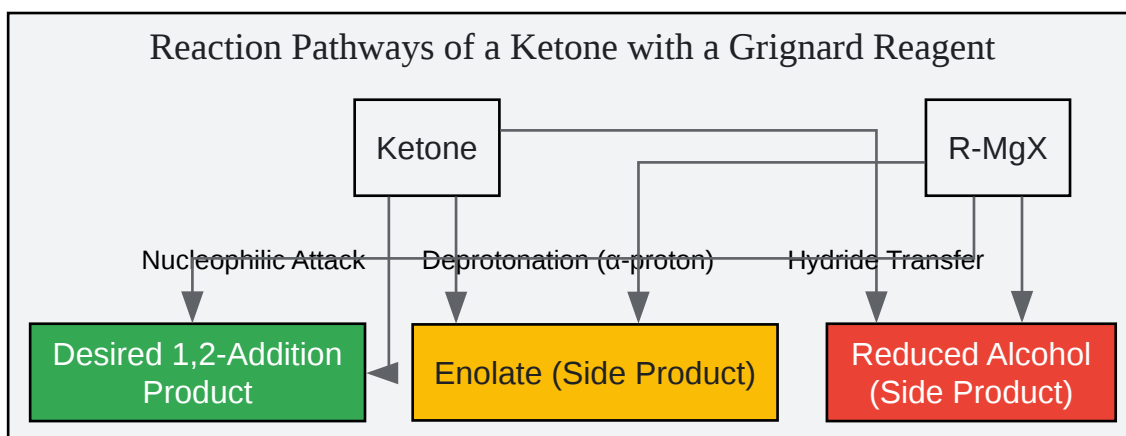 Reaction Pathways of a Ketone with a Grignard Reagent
Ketone
R-MgX
Nucleophilic Attack
Deprotonation (α-proton)
Hydride Transfer
Desired 1,2-Addition
Product
Enolate (Side Product)
Reduced Alcohol
(Side Product)